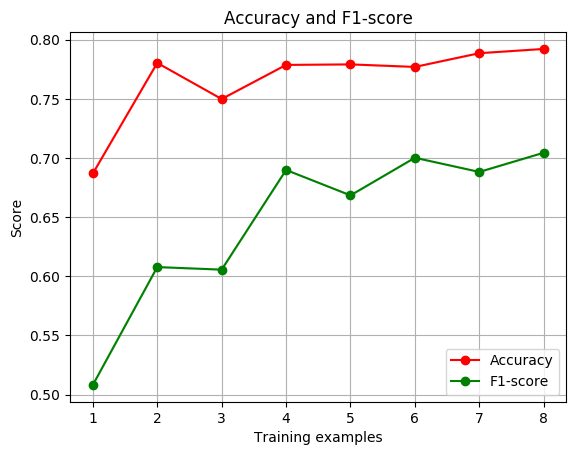 Accuracy and F1-score
0.80
0.75
0.70
0.65
0.60
0.55
0.50
Score
1 2 3 4 5 6 7 8
Training examples
Accuracy
F1-score